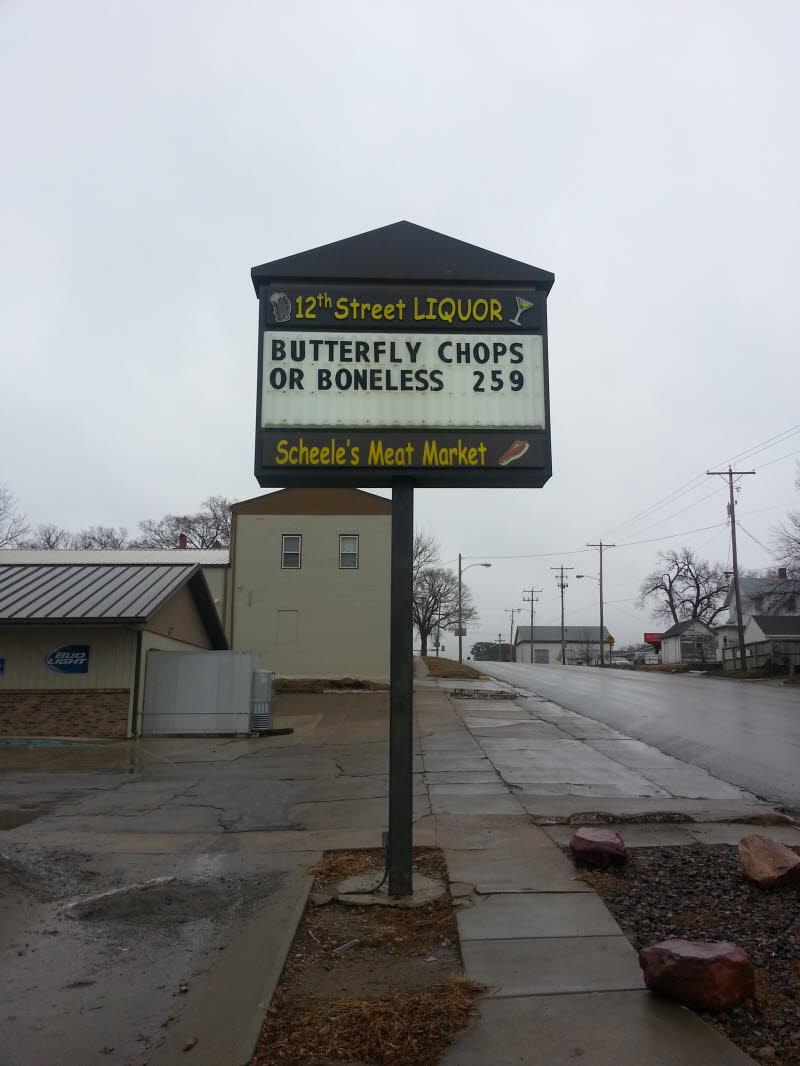 12th Street LIQUOR
BUTTERFLY CHOPS
OR BONELESS 259
Scheele's Meat Market
BUD LIGHT